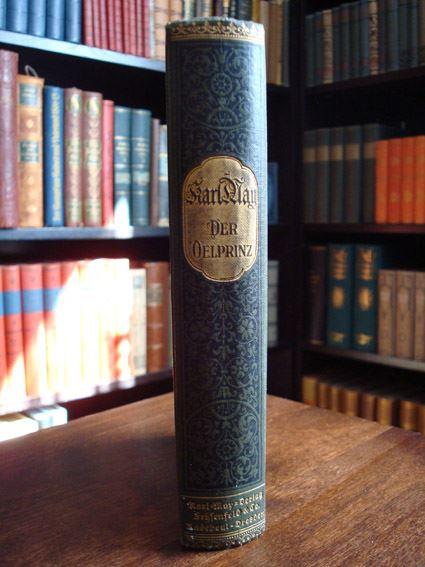 Karl May
DER
OELPRINZ
Karl-May-Verlag
Fehsenfeld & Co.
Radebeul-Dresden